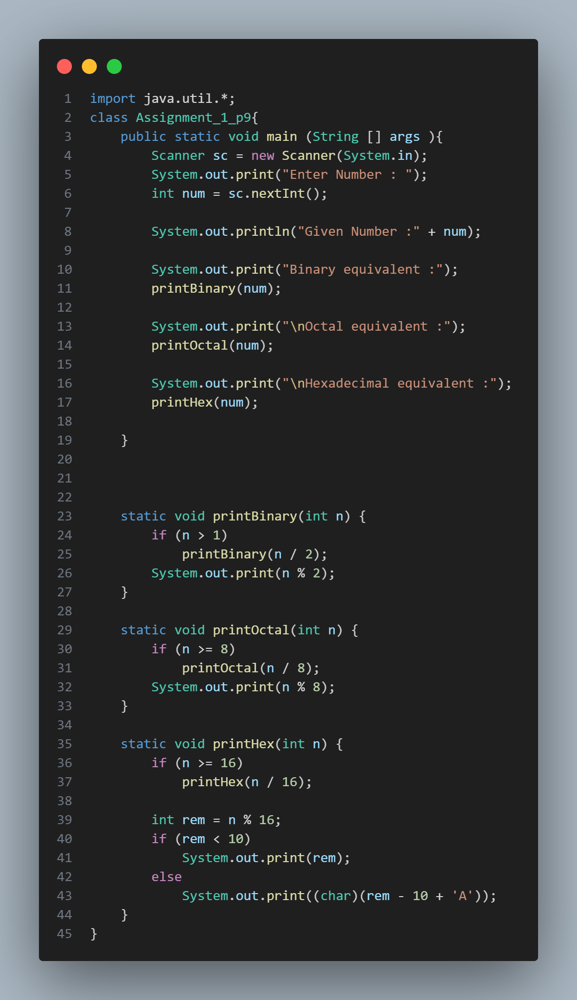 1 import java.util.*;
2 class Assignment_1_p9{
3     public static void main (String [] args ){
4         Scanner sc = new Scanner(System.in);
5         System.out.print("Enter Number : ");
6         int num = sc.nextInt();
7
8         System.out.println("Given Number :" + num);
9
10         System.out.print("Binary equivalent :");
11         printBinary(num);
12
13         System.out.print("\nOctal equivalent :");
14         printOctal(num);
15
16         System.out.print("\nHexadecimal equivalent :");
17         printHex(num);
18
19     }
20
21
22
23     static void printBinary(int n) {
24         if (n > 1)
25             printBinary(n / 2);
26         System.out.print(n % 2);
27     }
28
29     static void printOctal(int n) {
30         if (n >= 8)
31             printOctal(n / 8);
32         System.out.print(n % 8);
33     }
34
35     static void printHex(int n) {
36         if (n >= 16)
37             printHex(n / 16);
38
39         int rem = n % 16;
40         if (rem < 10)
41             System.out.print(rem);
42         else
43             System.out.print((char)(rem - 10 + 'A'));
44     }
45 }